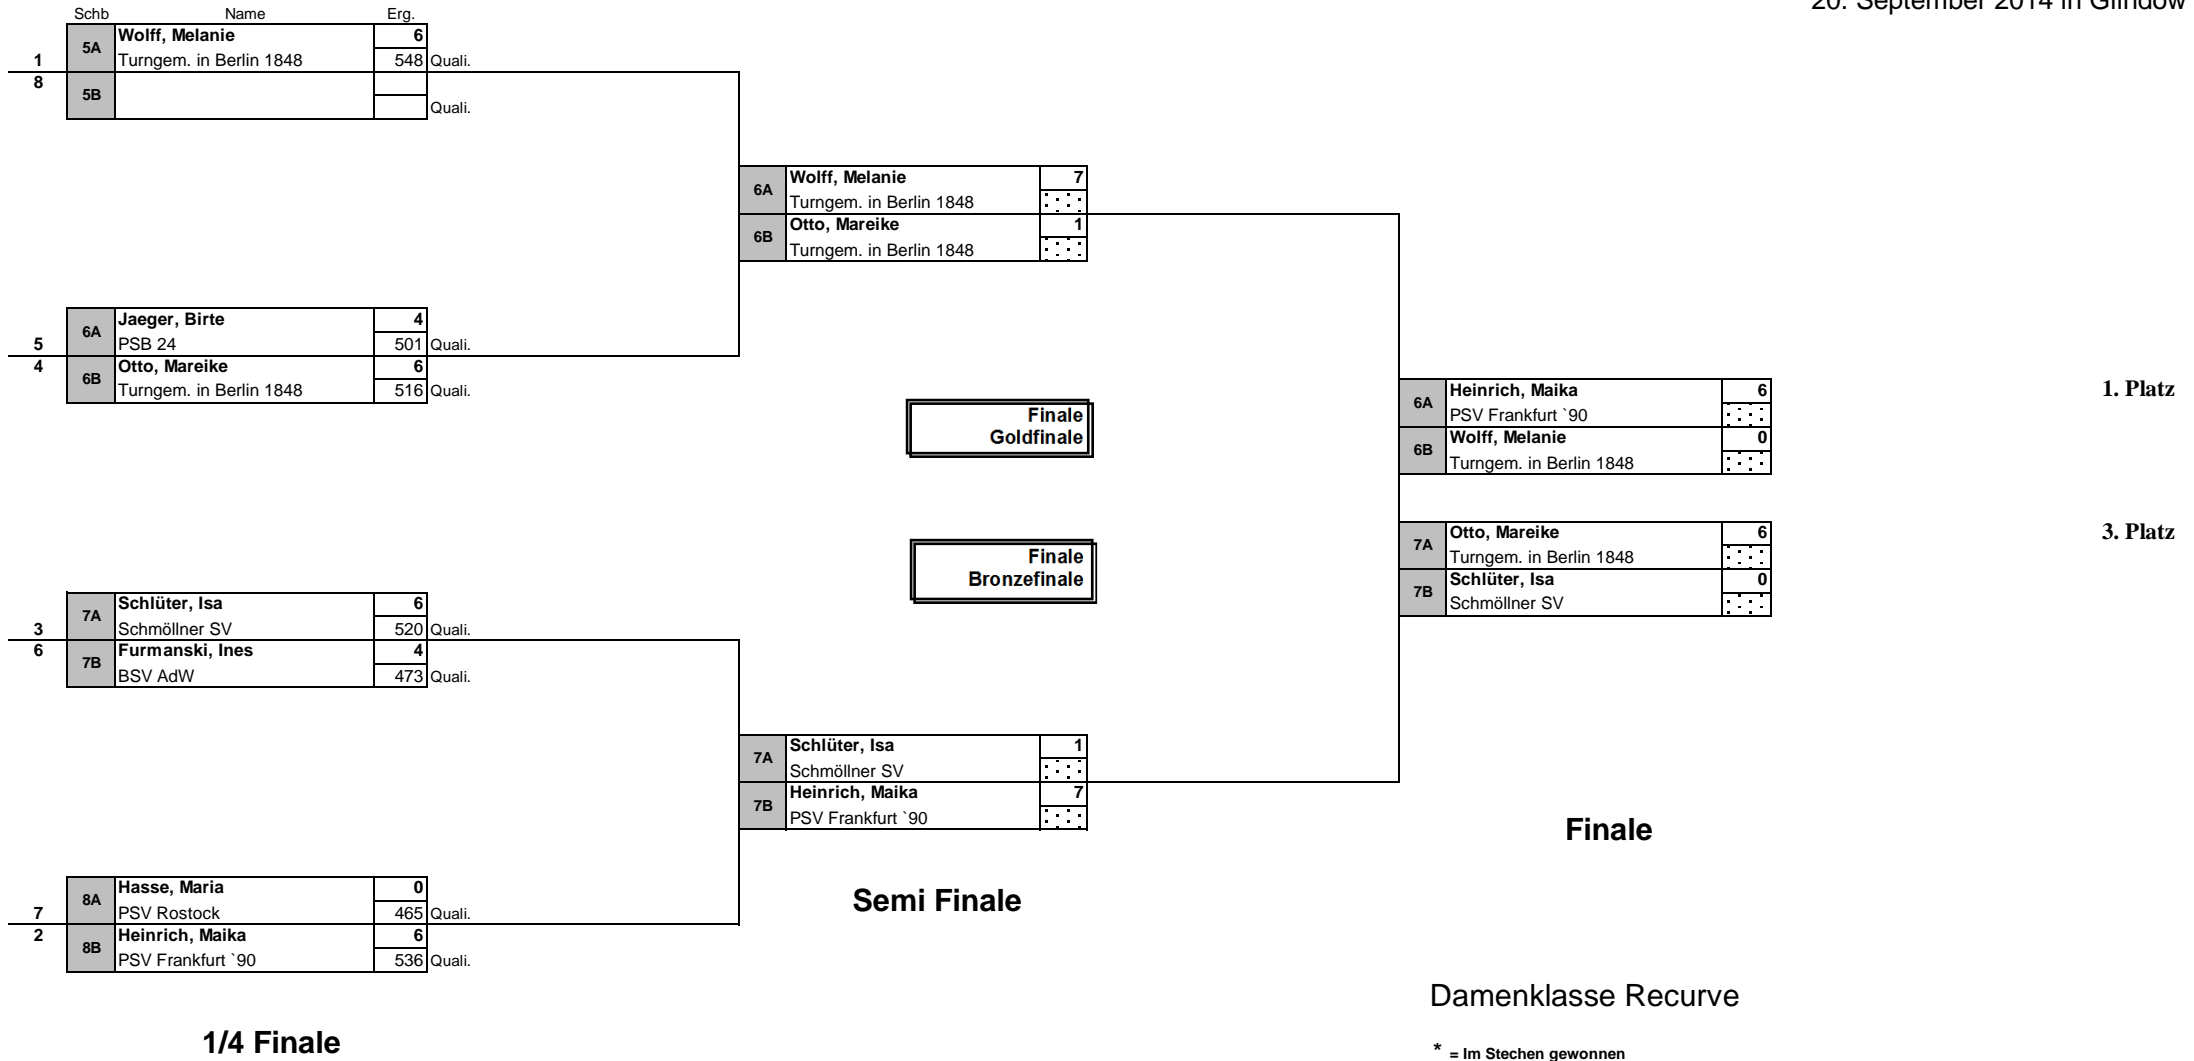 20. September 2014 in Glindow
Schb Name Erg.
5A Wolff, Melanie 6
1 Turngem. in Berlin 1848 548 Quali.
8
5B
Quali.
6A Wolff, Melanie 7
Turngem. in Berlin 1848
6B Otto, Mareike 1
Turngem. in Berlin 1848
6A Jaeger, Birte 4
5 PSB 24 501 Quali.
4 6B Otto, Mareike 6
Turngem. in Berlin 1848 516 Quali.
6A Heinrich, Maika 6 1. Platz
PSV Frankfurt `90
6B Wolff, Melanie 0
Turngem. in Berlin 1848
Finale
Goldfinale
7A Otto, Mareike 6 3. Platz
Turngem. in Berlin 1848
7B Schlüter, Isa 0
Schmöllner SV
Finale
Bronzefinale
7A Schlüter, Isa 6
3 Schmöllner SV 520 Quali.
6 7B Furmanski, Ines 4
BSV AdW 473 Quali.
7A Schlüter, Isa 1
Schmöllner SV
7B Heinrich, Maika 7
PSV Frankfurt `90
Finale
8A Hasse, Maria 0
7 PSV Rostock 465 Quali.
2 8B Heinrich, Maika 6
PSV Frankfurt `90 536 Quali.
Semi Finale
Damenklasse Recurve
1/4 Finale
* = Im Stechen gewonnen